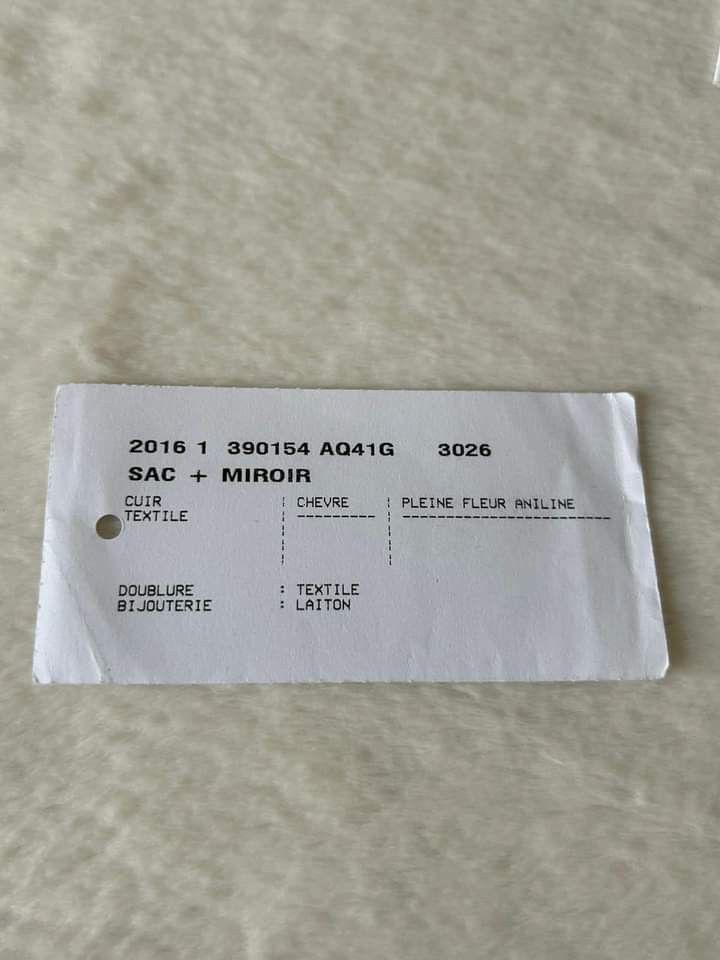 2016 1 390154 AQ41G 3026
SAC + MIROIR
CUIR CHEVRE PLEINE FLEUR ANILINE
TEXTILE
DOUBLURE : TEXTILE
BIJOUTERIE : LAITON